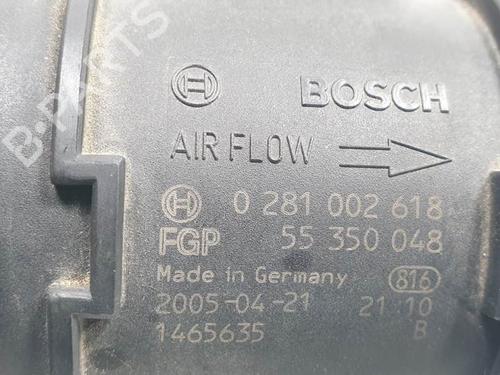 B-PARTS
BOSCH
AIR FLOW
0 281 002 618
FGP 55 350 048
Made in Germany 816
2005-04-21 21 10
1465635 B